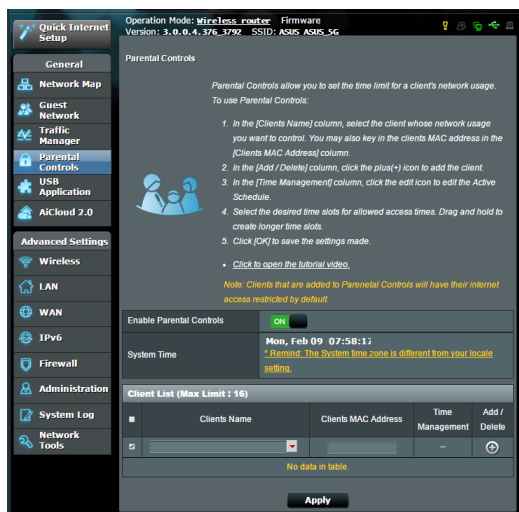 Quick Internet
Setup
General
Network Map
Guest
Network
Traffic
Manager
Parental
Controls
USB
Application
AiCloud 2.0
Advanced Settings
Wireless
LAN
WAN
IPv6
Firewall
Administration
System Log
Network
Tools
Operation Mode: Wireless router Firmware
Version: 3.0.0.4.376_3792 SSID: ASUS ASUS_5G
Parental Controls
Parental Controls allow you to set the time limit for a client's network usage.
To use Parental Controls:
1. In the [Clients Name] column, select the client whose network usage
you want to control. You may also key in the clients MAC address in the
[Clients MAC Address] column.
2. In the [Add / Delete] column, click the plus(+) icon to add the client.
3. In the [Time Management] column, click the edit icon to edit the Active
Schedule.
4. Select the desired time slots for allowed access times. Drag and hold to
create longer time slots.
5. Click [OK] to save the settings made.
• Click to open the tutorial video.
Note: Clients that are added to Parenetal Controls will have their internet
access restricted by default.
Enable Parental Controls ON
System Time
Mon, Feb 09 07:58:17
* Remind: The System time zone is different from your locale
setting.
Client List (Max Limit : 16)
Clients Name Clients MAC Address Time
Management Add /
Delete
--
No data in table.
Apply